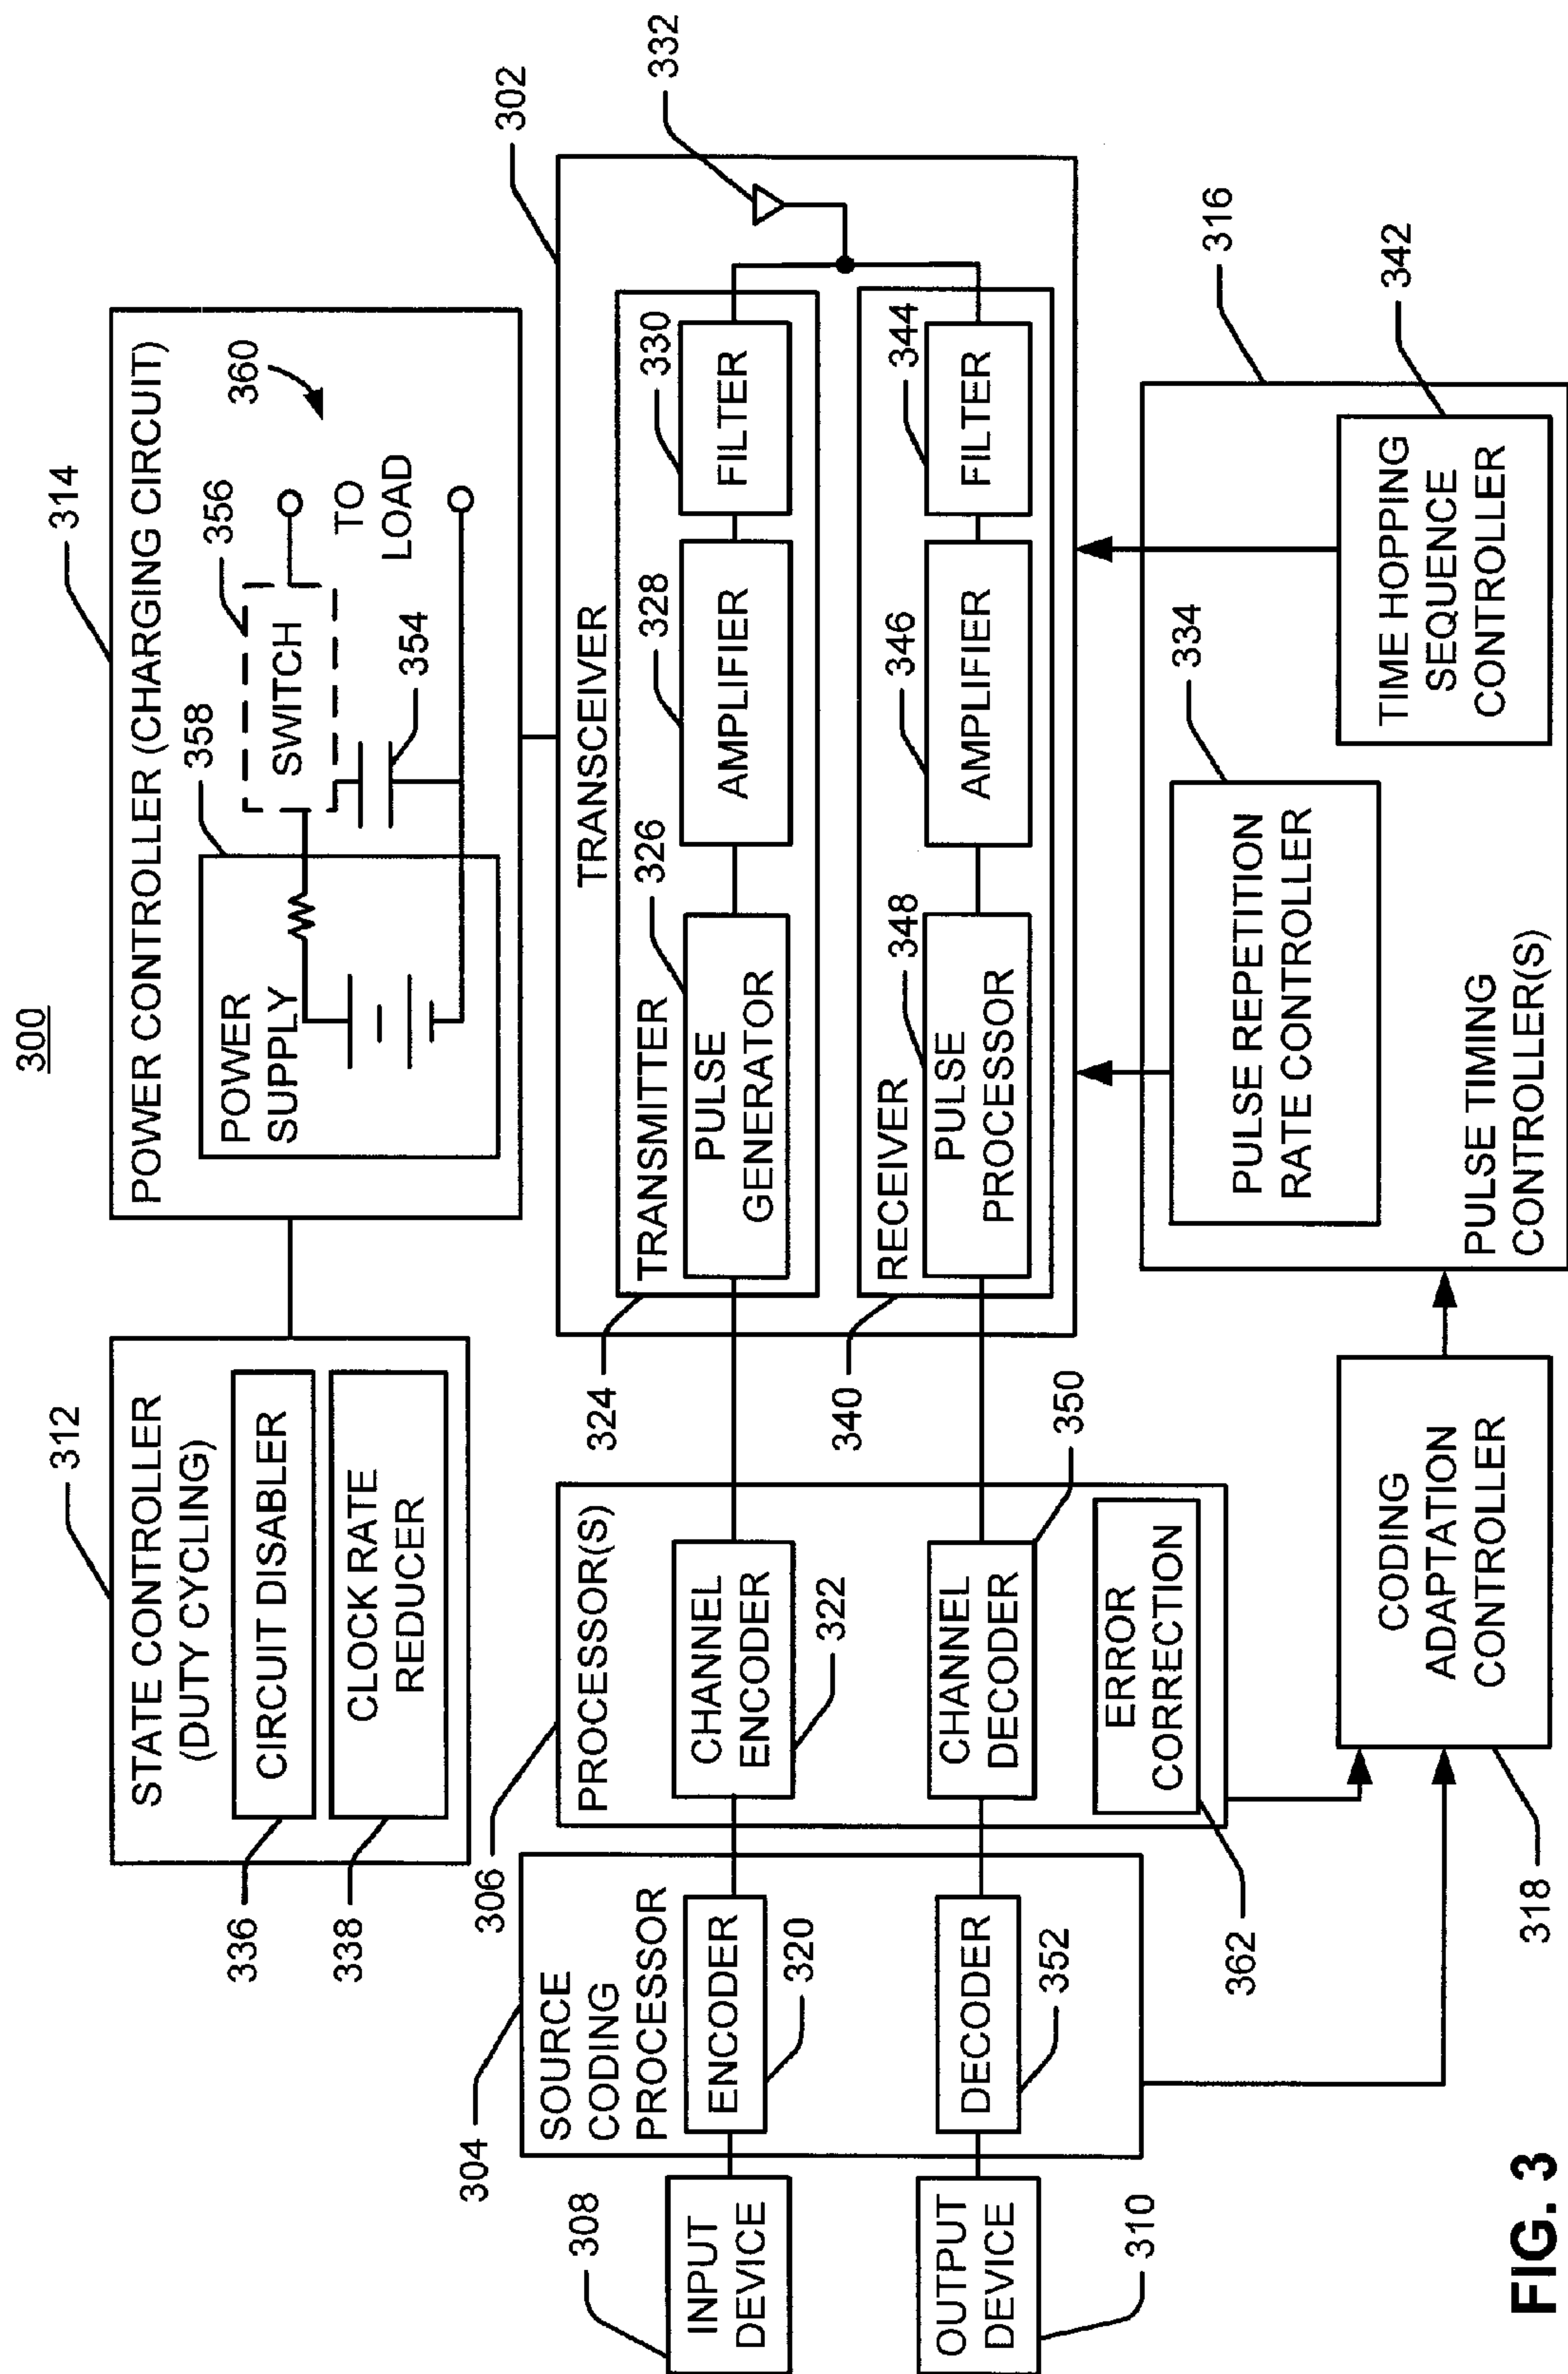 300
312
STATE CONTROLLER
(DUTY CYCLING)
CIRCUIT DISABLER
CLOCK RATE
REDUCER
336
338
314
POWER CONTROLLER (CHARGING CIRCUIT)
358
POWER
SUPPLY
SWITCH
356
354
TO
LOAD
360
302
TRANSCEIVER
332
304
SOURCE
CODING
PROCESSOR
306
PROCESSOR(S)
324
TRANSMITTER
326
328
330
308
INPUT
DEVICE
ENCODER
320
CHANNEL
ENCODER
322
PULSE
GENERATOR
AMPLIFIER
FILTER
340
RECEIVER
348
346
344
OUTPUT
DEVICE
310
DECODER
352
CHANNEL
DECODER
350
PULSE
PROCESSOR
AMPLIFIER
FILTER
ERROR
CORRECTION
362
334
316
PULSE REPETITION
RATE CONTROLLER
342
TIME HOPPING
SEQUENCE
CONTROLLER
PULSE TIMING
CONTROLLER(S)
CODING
ADAPTATION
CONTROLLER
318
FIG. 3